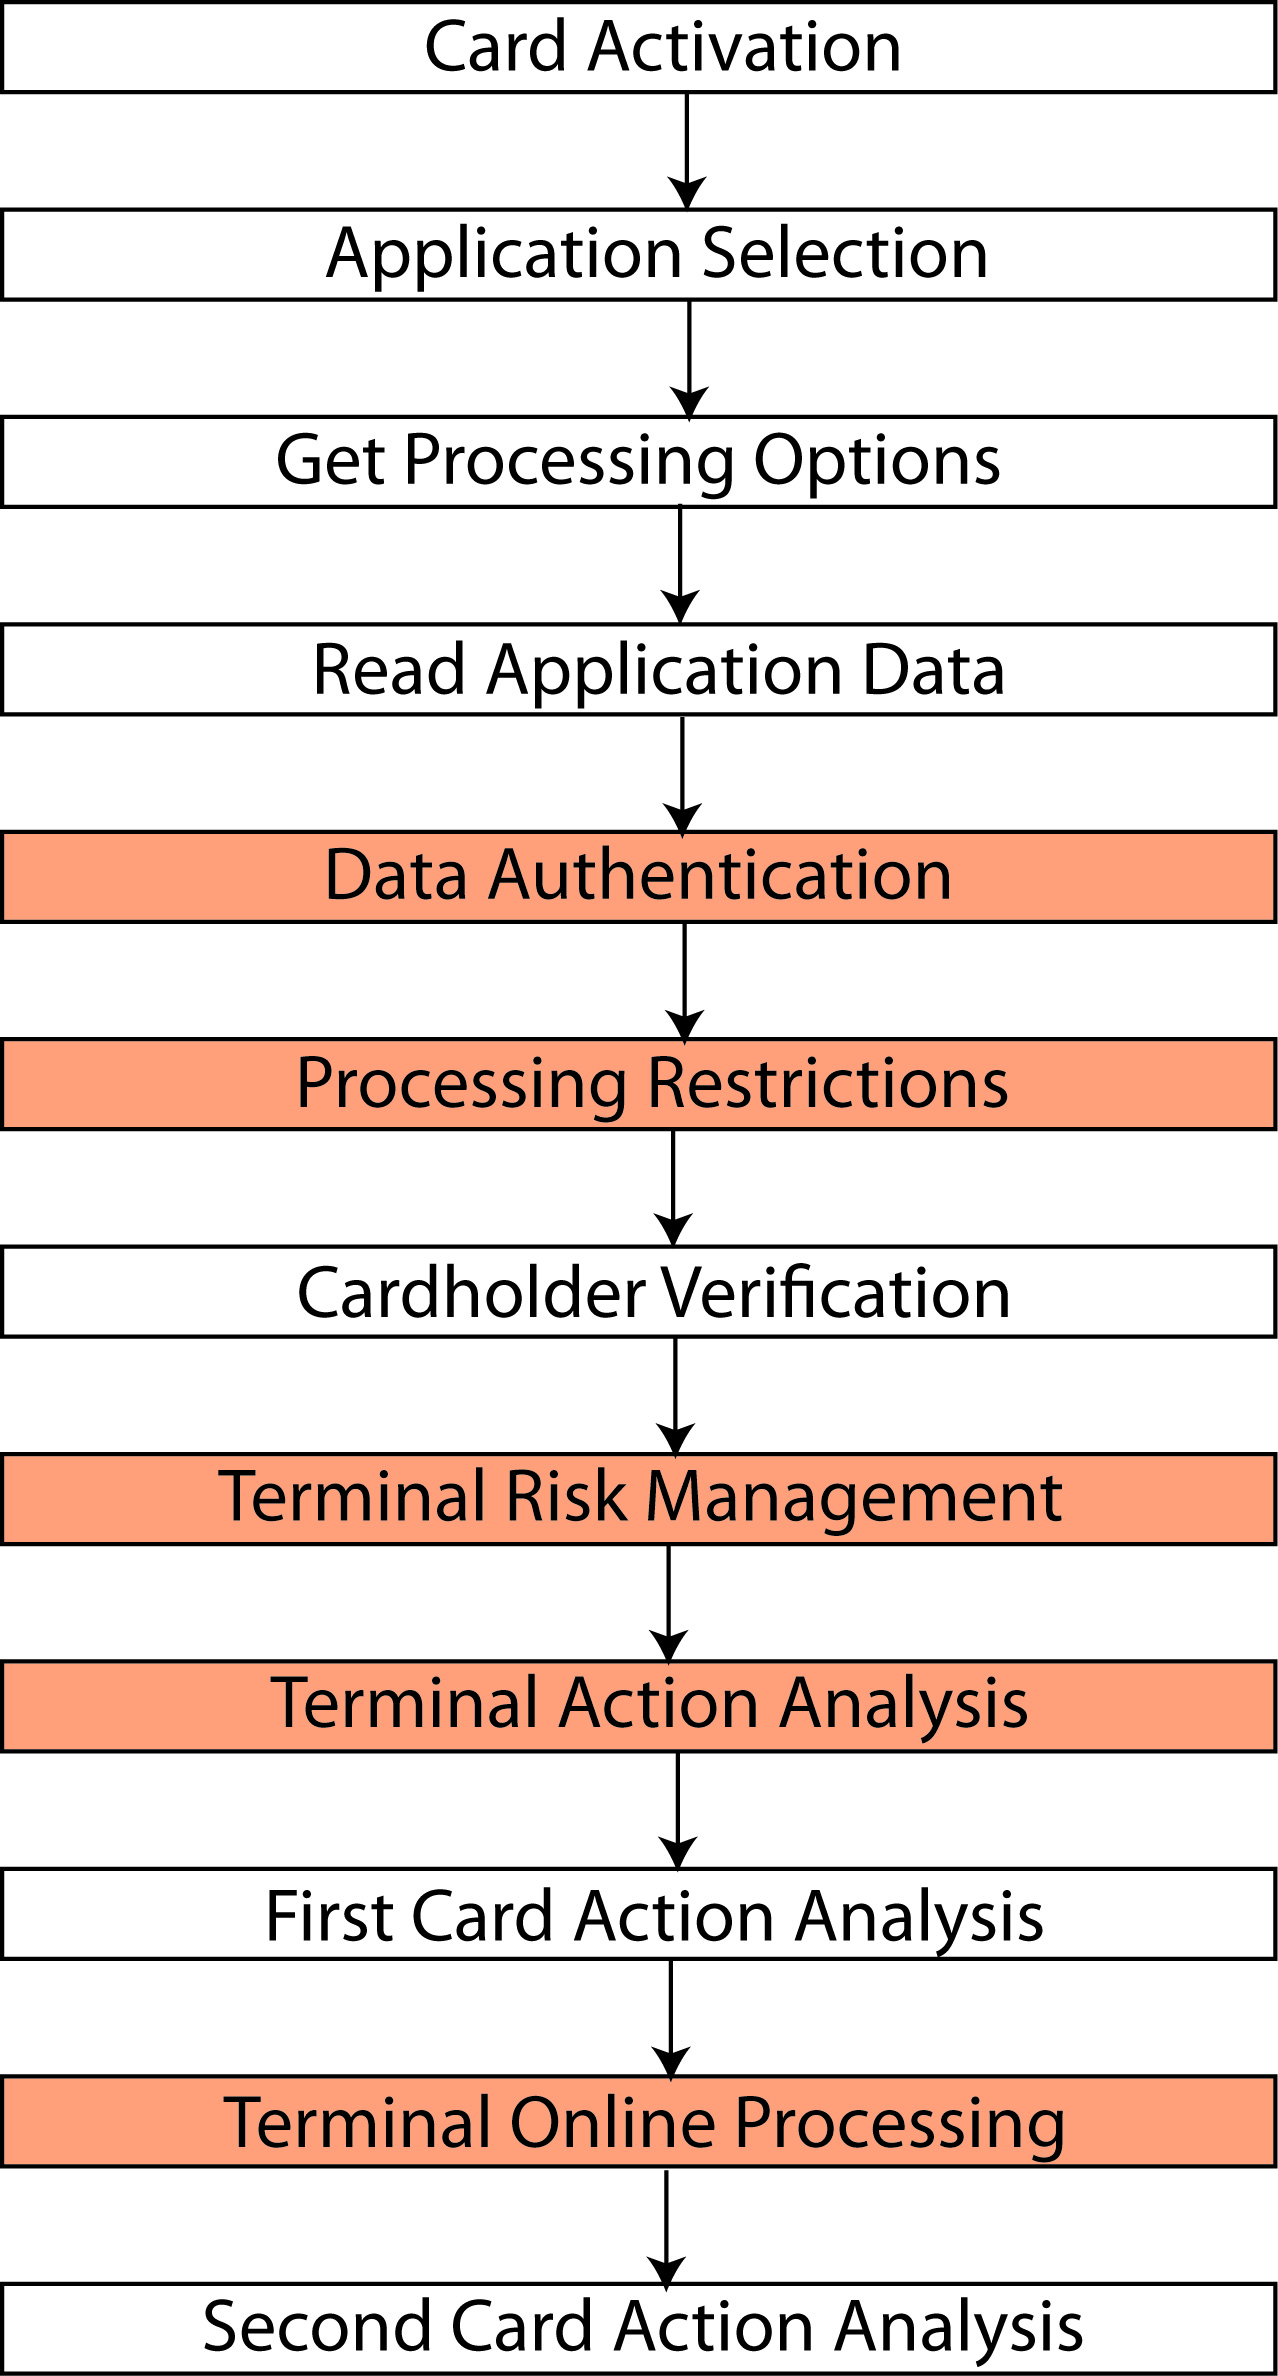 Card Activation
Application Selection
Get Processing Options
Read Application Data
Data Authentication
Processing Restrictions
Cardholder Verification
Terminal Risk Management
Terminal Action Analysis
First Card Action Analysis
Terminal Online Processing
Second Card Action Analysis